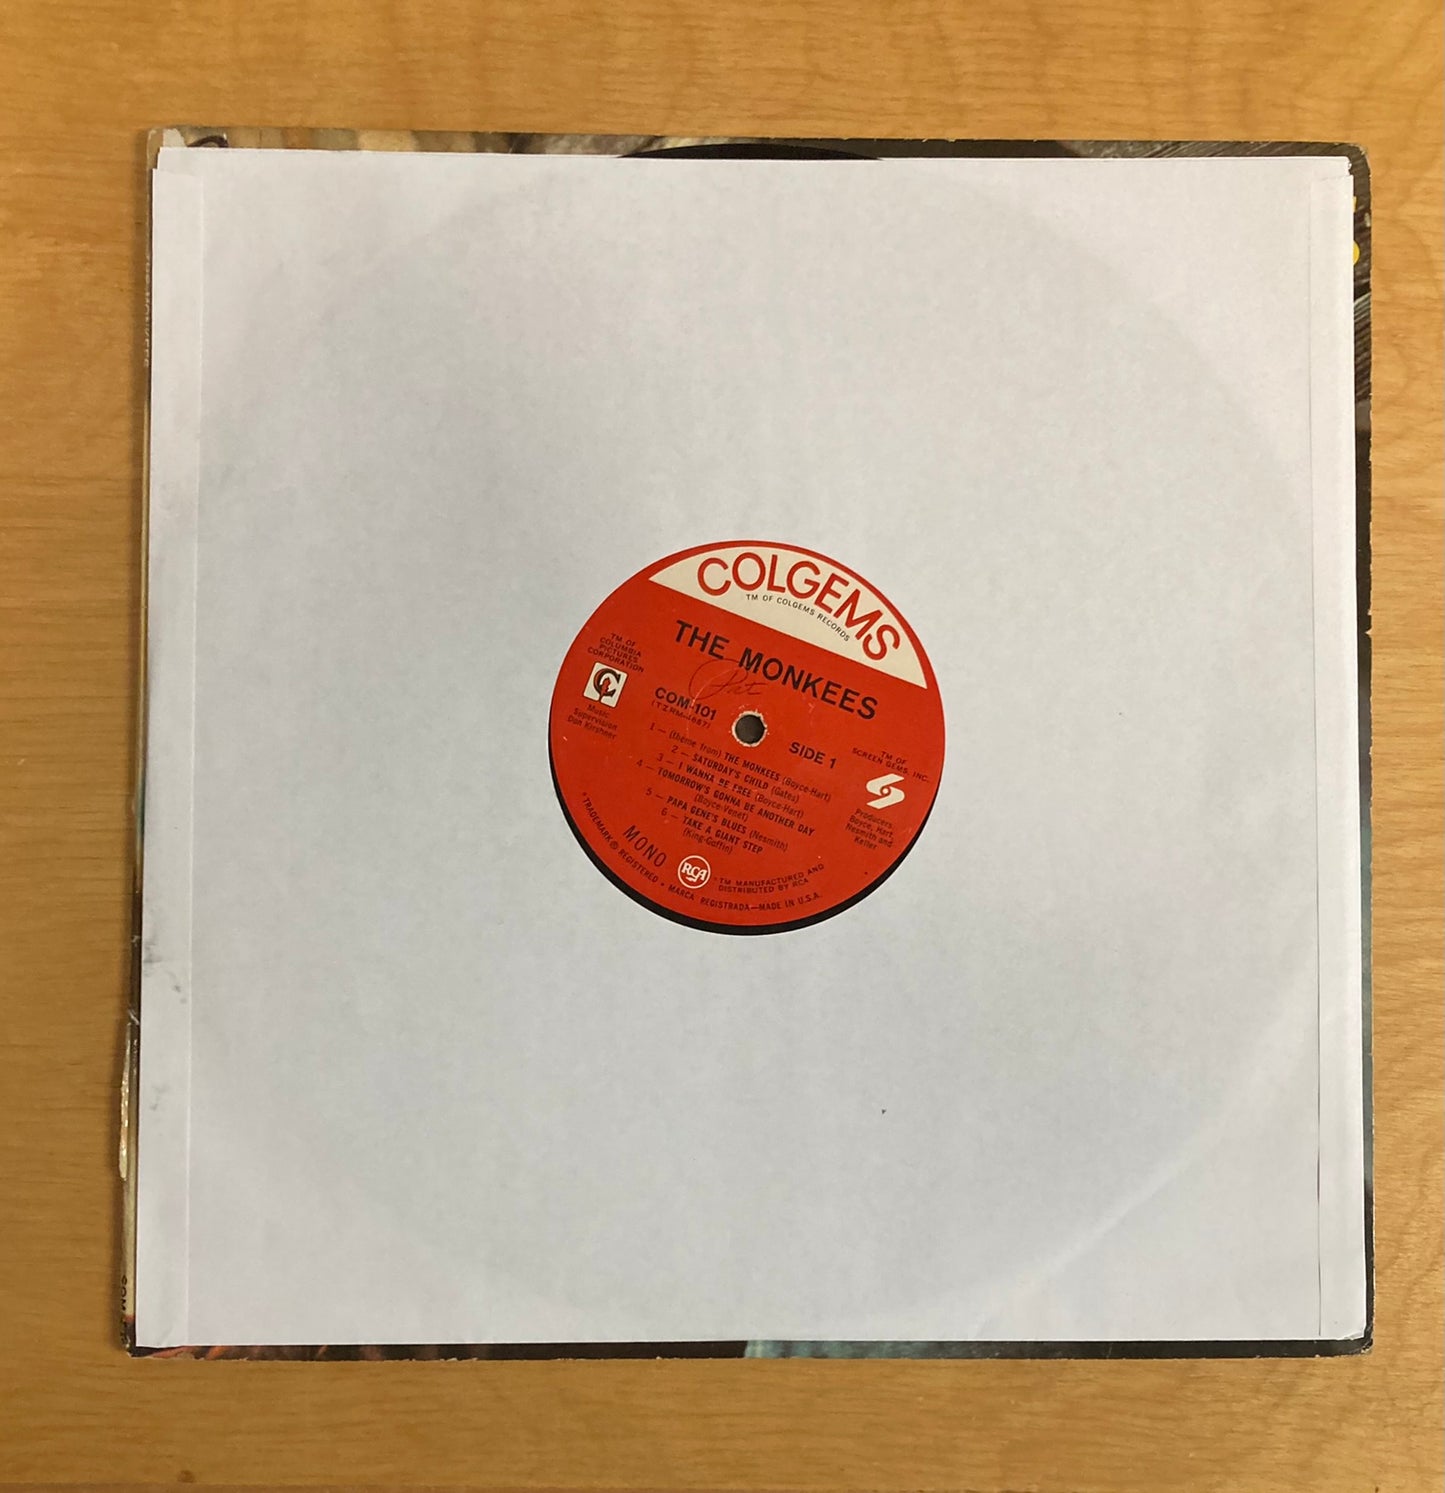 COLGEMS
TM OF COLGEMS RECORDS
THE MONKEES
Pat
TM OF
COLUMBIA
PICTURES
CORPORATION
Music
Supervision
Don Kirshner
COM-101
(TZRM-4887)
SIDE 1
1 — (theme from) THE MONKEES (Boyce-Hart)
2 — SATURDAY'S CHILD (Gates)
3 — I WANNA BE FREE (Boyce-Hart)
4 — TOMORROW'S GONNA BE ANOTHER DAY
(Boyce-Venet)
5 — PAPA GENE'S BLUES (Nesmith)
6 — TAKE A GIANT STEP
(King-Goffin)
TM OF
SCREEN GEMS, INC.
Producers,
Boyce, Hart,
Nesmith and
Keller
MONO
RCA
*TM MANUFACTURED AND
DISTRIBUTED BY RCA
*TRADEMARK ® REGISTERED • MARCA REGISTRADA—MADE IN U.S.A.